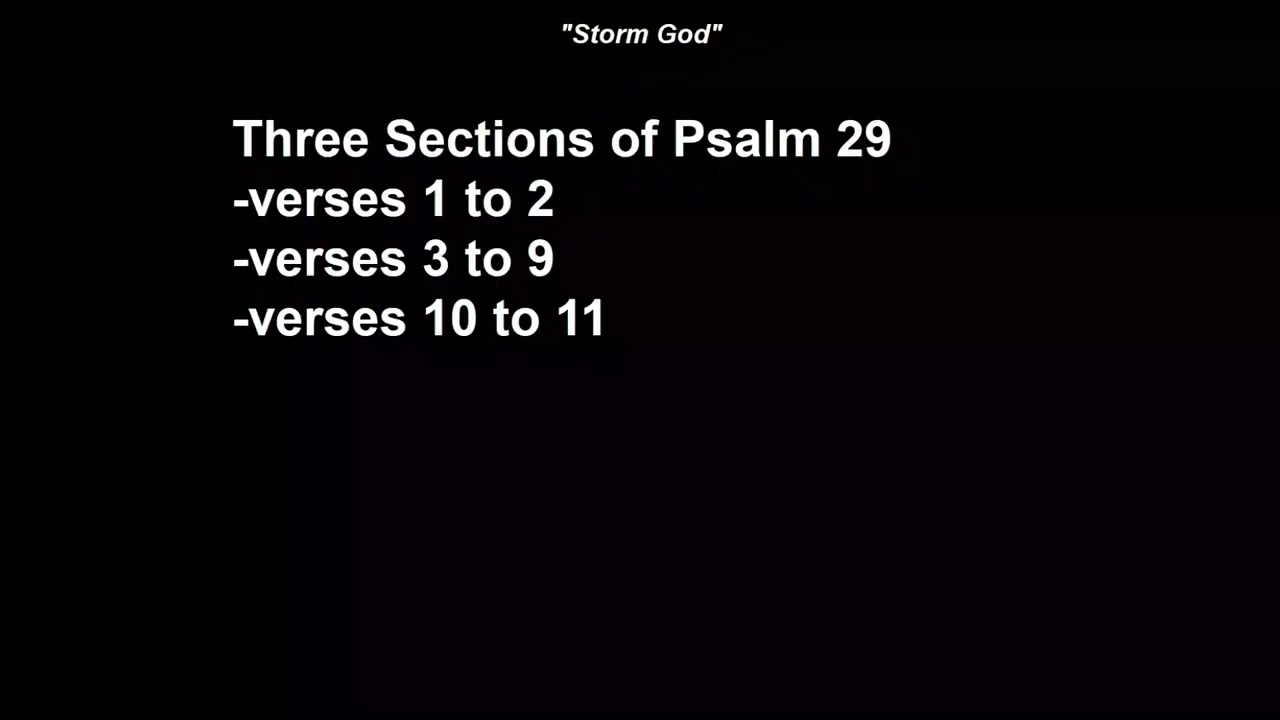 "Storm God"
Three Sections of Psalm 29
-verses 1 to 2
-verses 3 to 9
-verses 10 to 11